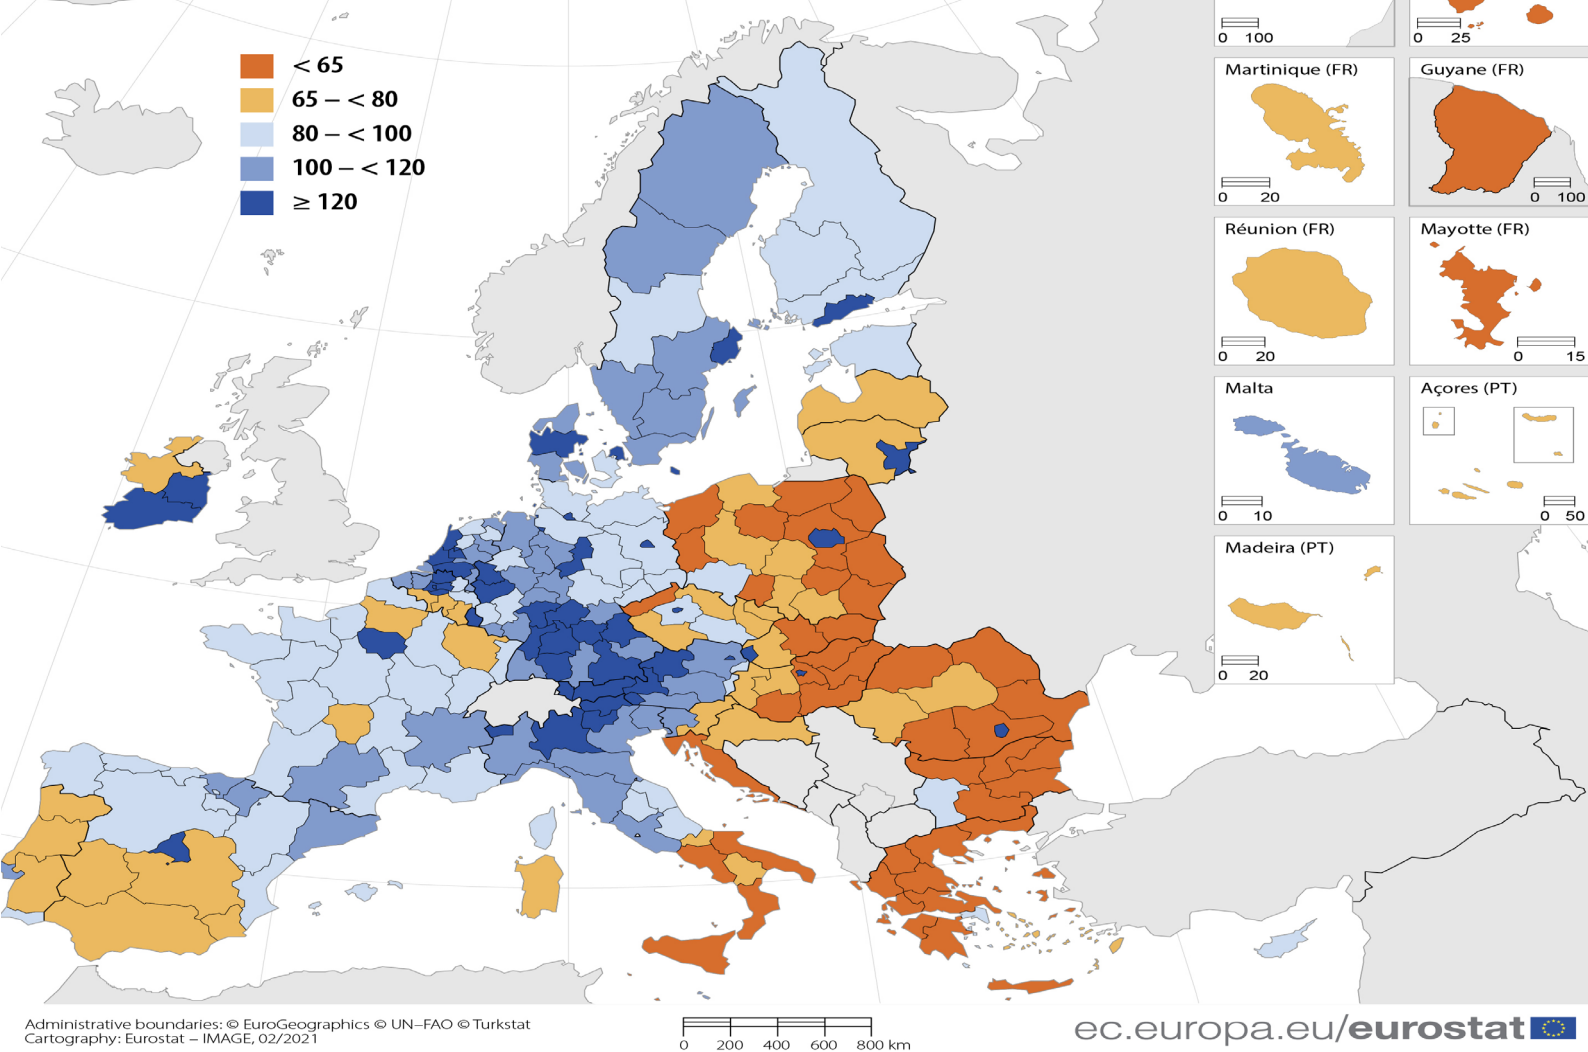 < 65
65 – < 80
80 – < 100
100 – < 120
≥ 120
0 100
0 25
Martinique (FR)
0 20
Guyane (FR)
0 100
Réunion (FR)
0 20
Mayotte (FR)
0 15
Malta
0 10
Açores (PT)
0 50
Madeira (PT)
0 20
Administrative boundaries: © EuroGeographics © UN–FAO © Turkstat
Cartography: Eurostat – IMAGE, 02/2021
0 200 400 600 800 km
ec.europa.eu/eurostat